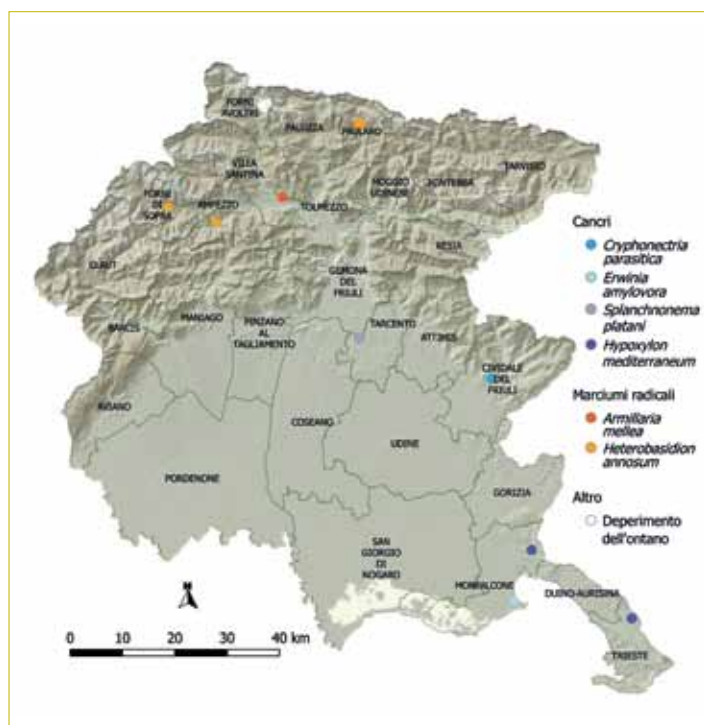 FORNI
AVOLTRI
PALUZZA
PAULARO
VILLA
SANTINA
TARVISIO
MOGGIO
UDINESE
PONTEBBA
FORNI
DI
SOPRA
AMPEZZO
TOLMEZZO
RESIA
CLAUT
GEMONA
DEL
FRIULI
BARCIS
MANIAGO
PINZANO
AL
TAGLIAMENTO
TARCENTO
ATTIMIS
CIVIDALE
DEL
FRIULI
AVIANO
COSEANO
UDINE
PORDENONE
GORIZIA
SAN
GIORGIO
DI
NOGARO
MONFALCONE
DUINO-AURISINA
TRIESTE
Cancri
Cryphonectria
parasitica
Erwinia
amylovora
Splanchnonema
platani
Hypoxylon
mediterraneum
Marciumi radicali
Armillaria
mellea
Heterobasidion
annosum
Altro
Deperimento
dell'ontano
N
0 10 20 30 40 km